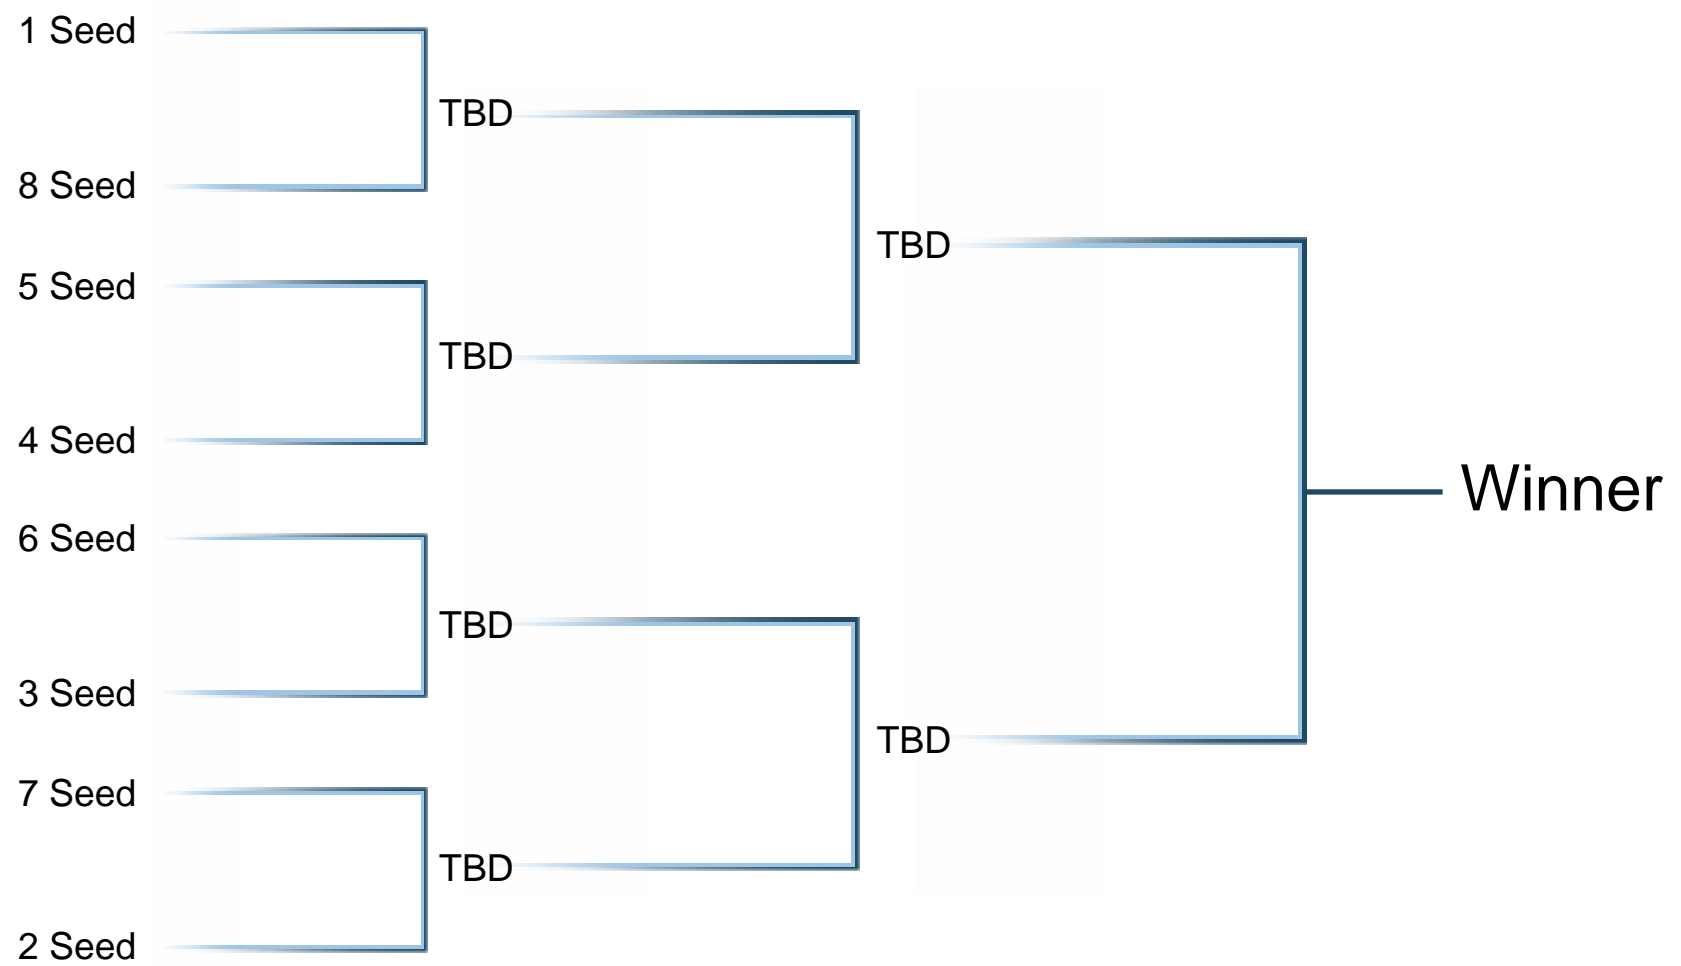 1 Seed
8 Seed
5 Seed
4 Seed
6 Seed
3 Seed
7 Seed
2 Seed
TBD
TBD
TBD
TBD
TBD
TBD
Winner